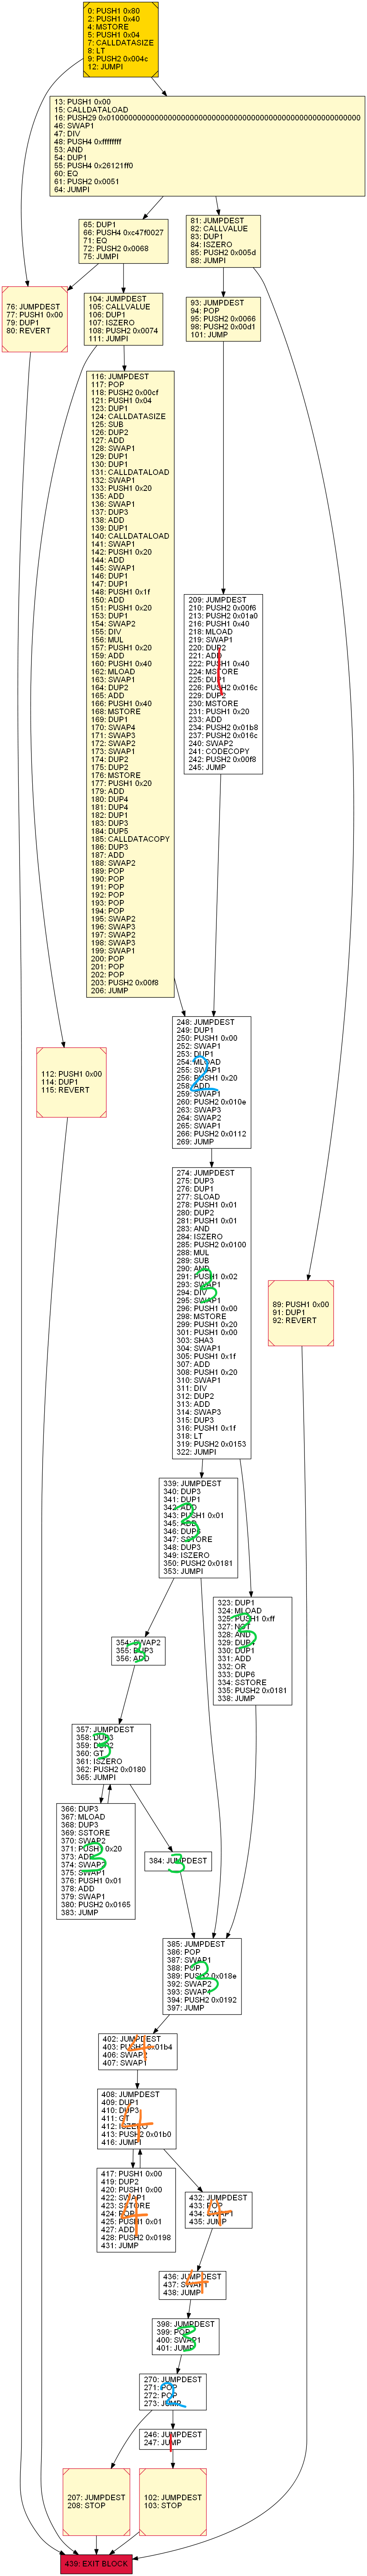 0: PUSH1 0x80
2: PUSH1 0x40
4: MSTORE
5: PUSH1 0x04
7: CALLDATASIZE
8: LT
9: PUSH2 0x004c
12: JUMPI
13: PUSH1 0x00
15: CALLDATALOAD
16: PUSH29 0x0100000000000000000000000000000000000000000000000000000000
46: SWAP1
47: DIV
48: PUSH4 0xffffffff
53: AND
54: DUP1
55: PUSH4 0x26121ff0
60: EQ
61: PUSH2 0x0051
64: JUMPI
65: DUP1
66: PUSH4 0xc47f0027
71: EQ
72: PUSH2 0x0068
75: JUMPI
81: JUMPDEST
82: CALLVALUE
83: DUP1
84: ISZERO
85: PUSH2 0x005d
88: JUMPI
76: JUMPDEST
77: PUSH1 0x00
79: DUP1
80: REVERT
104: JUMPDEST
105: CALLVALUE
106: DUP1
107: ISZERO
108: PUSH2 0x0074
111: JUMPI
93: JUMPDEST
94: POP
95: PUSH2 0x0066
98: PUSH2 0x00d1
101: JUMP
116: JUMPDEST
117: POP
118: PUSH2 0x00cf
121: PUSH1 0x04
123: DUP1
124: CALLDATASIZE
125: SUB
126: DUP2
127: ADD
128: SWAP1
129: DUP1
130: DUP1
131: CALLDATALOAD
132: SWAP1
133: PUSH1 0x20
135: ADD
136: SWAP1
137: DUP3
138: ADD
139: DUP1
140: CALLDATALOAD
141: SWAP1
142: PUSH1 0x20
144: ADD
145: SWAP1
146: DUP1
147: DUP1
148: PUSH1 0x1f
150: ADD
151: PUSH1 0x20
153: DUP1
154: SWAP2
155: DIV
156: MUL
157: PUSH1 0x20
159: ADD
160: PUSH1 0x40
162: MLOAD
163: SWAP1
164: DUP2
165: ADD
166: PUSH1 0x40
168: MSTORE
169: DUP1
170: SWAP4
171: SWAP3
172: SWAP2
173: SWAP1
174: DUP2
175: DUP2
176: MSTORE
177: PUSH1 0x20
179: ADD
180: DUP4
181: DUP4
182: DUP1
183: DUP3
184: DUP5
185: CALLDATACOPY
186: DUP3
187: ADD
188: SWAP2
189: POP
190: POP
191: POP
192: POP
193: POP
194: POP
195: SWAP2
196: SWAP3
197: SWAP2
198: SWAP3
199: SWAP1
200: POP
201: POP
202: POP
203: PUSH2 0x00f8
206: JUMP
209: JUMPDEST
210: PUSH2 0x00f6
213: PUSH2 0x01a0
216: PUSH1 0x40
218: MLOAD
219: SWAP1
220: DUP2
221: ADD
222: PUSH1 0x40
224: MSTORE
225: DUP1
226: PUSH2 0x016c
229: DUP2
230: MSTORE
231: PUSH1 0x20
233: ADD
234: PUSH2 0x01b8
237: PUSH2 0x016c
240: SWAP2
241: CODECOPY
242: PUSH2 0x00f8
245: JUMP
1
248: JUMPDEST
249: DUP1
250: PUSH1 0x00
252: SWAP1
253: DUP1
254: MLOAD
255: SWAP1
256: PUSH1 0x20
258: ADD
259: SWAP1
260: PUSH2 0x010e
263: SWAP3
264: SWAP2
265: SWAP1
266: PUSH2 0x0112
269: JUMP
2
112: PUSH1 0x00
114: DUP1
115: REVERT
274: JUMPDEST
275: DUP3
276: DUP1
277: SLOAD
278: PUSH1 0x01
280: DUP2
281: PUSH1 0x01
283: AND
284: ISZERO
285: PUSH2 0x0100
288: MUL
289: SUB
290: AND
291: PUSH1 0x02
293: SWAP1
294: DIV
295: SWAP1
296: PUSH1 0x00
298: MSTORE
299: PUSH1 0x20
301: PUSH1 0x00
303: SHA3
304: SWAP1
305: PUSH1 0x1f
307: ADD
308: PUSH1 0x20
310: SWAP1
311: DIV
312: DUP2
313: ADD
314: SWAP3
315: DUP3
316: PUSH1 0x1f
318: LT
319: PUSH2 0x0153
322: JUMPI
3
89: PUSH1 0x00
91: DUP1
92: REVERT
339: JUMPDEST
340: DUP3
341: DUP1
342: ADD
343: PUSH1 0x01
345: ADD
346: DUP6
347: SSTORE
348: DUP3
349: ISZERO
350: PUSH2 0x0181
353: JUMPI
3
323: DUP1
324: MLOAD
325: PUSH1 0xff
327: NOT
328: AND
329: DUP4
330: DUP1
331: ADD
332: OR
333: DUP6
334: SSTORE
335: PUSH2 0x0181
338: JUMP
3
354: SWAP2
355: DUP3
356: ADD
3
357: JUMPDEST
358: DUP3
359: DUP2
360: GT
361: ISZERO
362: PUSH2 0x0180
365: JUMPI
3
366: DUP3
367: MLOAD
368: DUP3
369: SSTORE
370: SWAP2
371: PUSH1 0x20
373: ADD
374: SWAP2
375: SWAP1
376: PUSH1 0x01
378: ADD
379: SWAP1
380: PUSH2 0x0165
383: JUMP
3
384: JUMPDEST
3
385: JUMPDEST
386: POP
387: SWAP1
388: POP
389: PUSH2 0x018e
392: SWAP2
393: SWAP1
394: PUSH2 0x0192
397: JUMP
3
402: JUMPDEST
403: PUSH2 0x01b4
406: SWAP2
407: SWAP1
4
408: JUMPDEST
409: DUP1
410: DUP3
411: GT
412: ISZERO
413: PUSH2 0x01b0
416: JUMPI
4
417: PUSH1 0x00
419: DUP2
420: PUSH1 0x00
422: SWAP1
423: SSTORE
424: POP
425: PUSH1 0x01
427: ADD
428: PUSH2 0x0198
431: JUMP
4
432: JUMPDEST
433: POP
434: SWAP1
435: JUMP
4
436: JUMPDEST
437: SWAP1
438: JUMP
4
398: JUMPDEST
399: POP
400: SWAP1
401: JUMP
3
270: JUMPDEST
271: POP
272: POP
273: JUMP
2
246: JUMPDEST
247: JUMP
1
207: JUMPDEST
208: STOP
102: JUMPDEST
103: STOP
439: EXIT BLOCK